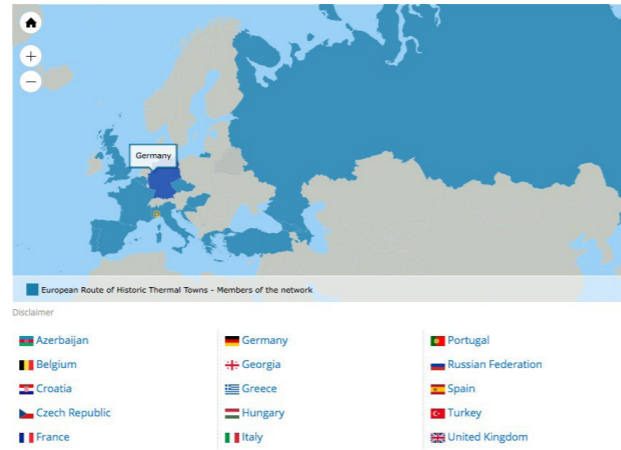 +
Germany
−
European Route of Historic Thermal Towns - Members of the network
Disclaimer
Azerbaijan
Belgium
Croatia
Czech Republic
France
Germany
Georgia
Greece
Hungary
Italy
Portugal
Russian Federation
Spain
Turkey
United Kingdom